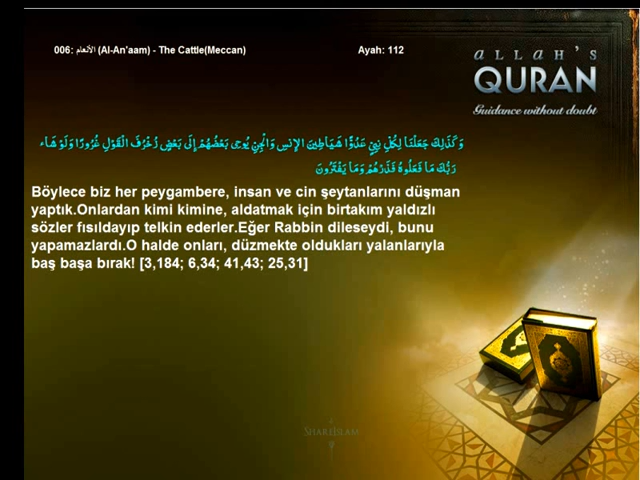 006: الأنعام (Al-An'aam) - The Cattle(Meccan) Ayah: 112
ALLAH'S
QURAN
Guidance without doubt
وَكَذَلِكَ جَعَلْنَا لِكُلِّ نِبِيٍّ عَدُوًّا شَيَاطِينَ الإِنسِ وَالْجِنِّ يُوحِي بَعْضُهُمْ إِلَى بَعْضٍ زُخْرُفَ الْقَوْلِ غُرُورًا وَلَوْ شَاء
رَبُّكَ مَا فَعَلُوهُ فَذَرْهُمْ وَمَا يَفْتَرُونَ
Böylece biz her peygambere, insan ve cin şeytanlarını düşman
yaptık.Onlardan kimi kimine, aldatmak için birtakım yaldızlı
sözler fısıldayıp telkin ederler.Eğer Rabbin dileseydi, bunu
yapamazlardı.O halde onları, düzmekte oldukları yalanlarıyla
baş başa bırak! [3,184; 6,34; 41,43; 25,31]
SHAREISLAM